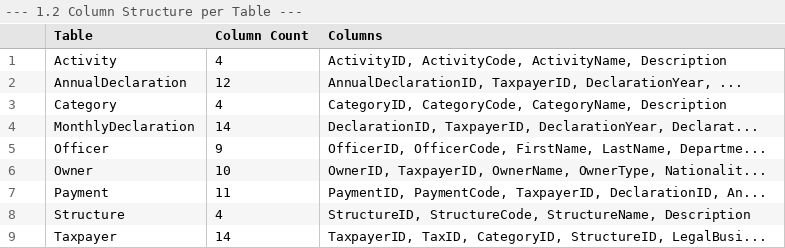 --- 1.2 Column Structure per Table ---
Table Column Count Columns
1 Activity 4 ActivityID, ActivityCode, ActivityName, Description
2 AnnualDeclaration 12 AnnualDeclarationID, TaxpayerID, DeclarationYear, ...
3 Category 4 CategoryID, CategoryCode, CategoryName, Description
4 MonthlyDeclaration 14 DeclarationID, TaxpayerID, DeclarationYear, Declarat...
5 Officer 9 OfficerID, OfficerCode, FirstName, LastName, Departme...
6 Owner 10 OwnerID, TaxpayerID, OwnerName, OwnerType, Nationalit...
7 Payment 11 PaymentID, PaymentCode, TaxpayerID, DeclarationID, An...
8 Structure 4 StructureID, StructureCode, StructureName, Description
9 Taxpayer 14 TaxpayerID, TaxID, CategoryID, StructureID, LegalBusi...